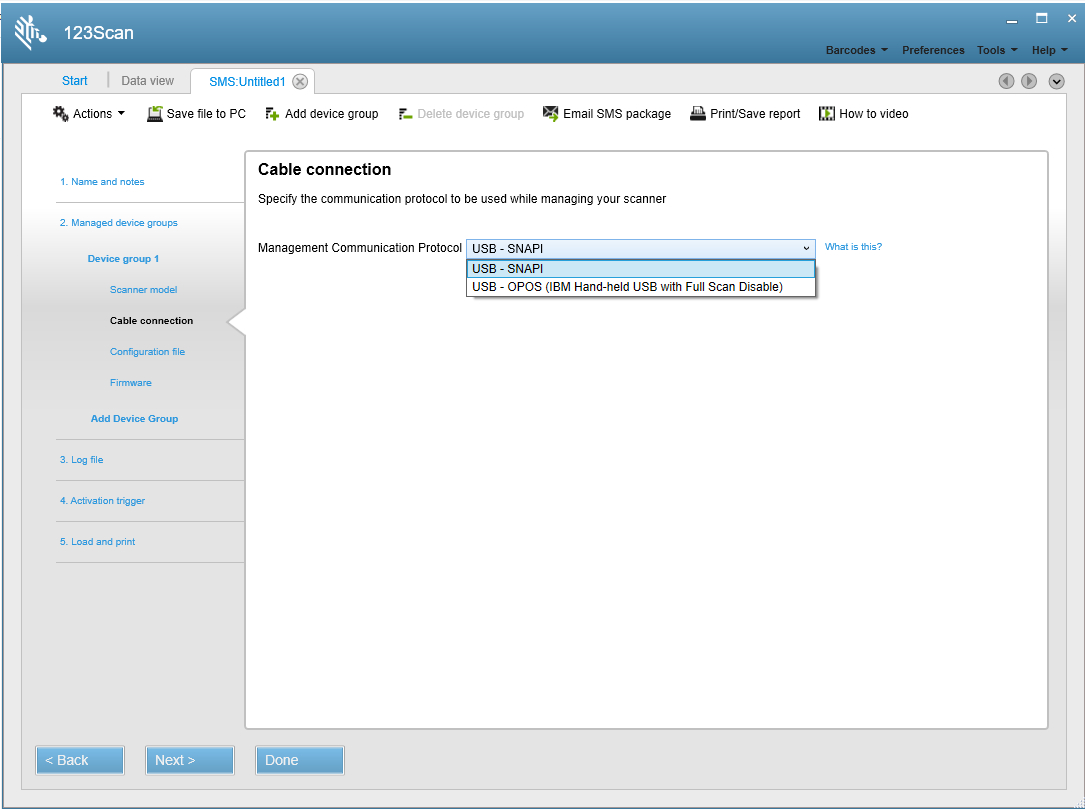 123Scan
Barcodes Preferences Tools Help
Start Data view SMS:Untitled1
Actions Save file to PC Add device group Delete device group Email SMS package Print/Save report How to video
1. Name and notes
2. Managed device groups
Device group 1
Scanner model
Cable connection
Configuration file
Firmware
Add Device Group
3. Log file
4. Activation trigger
5. Load and print
Cable connection
Specify the communication protocol to be used while managing your scanner
Management Communication Protocol USB - SNAPI What is this?
USB - SNAPI
USB - OPOS (IBM Hand-held USB with Full Scan Disable)
< Back Next > Done